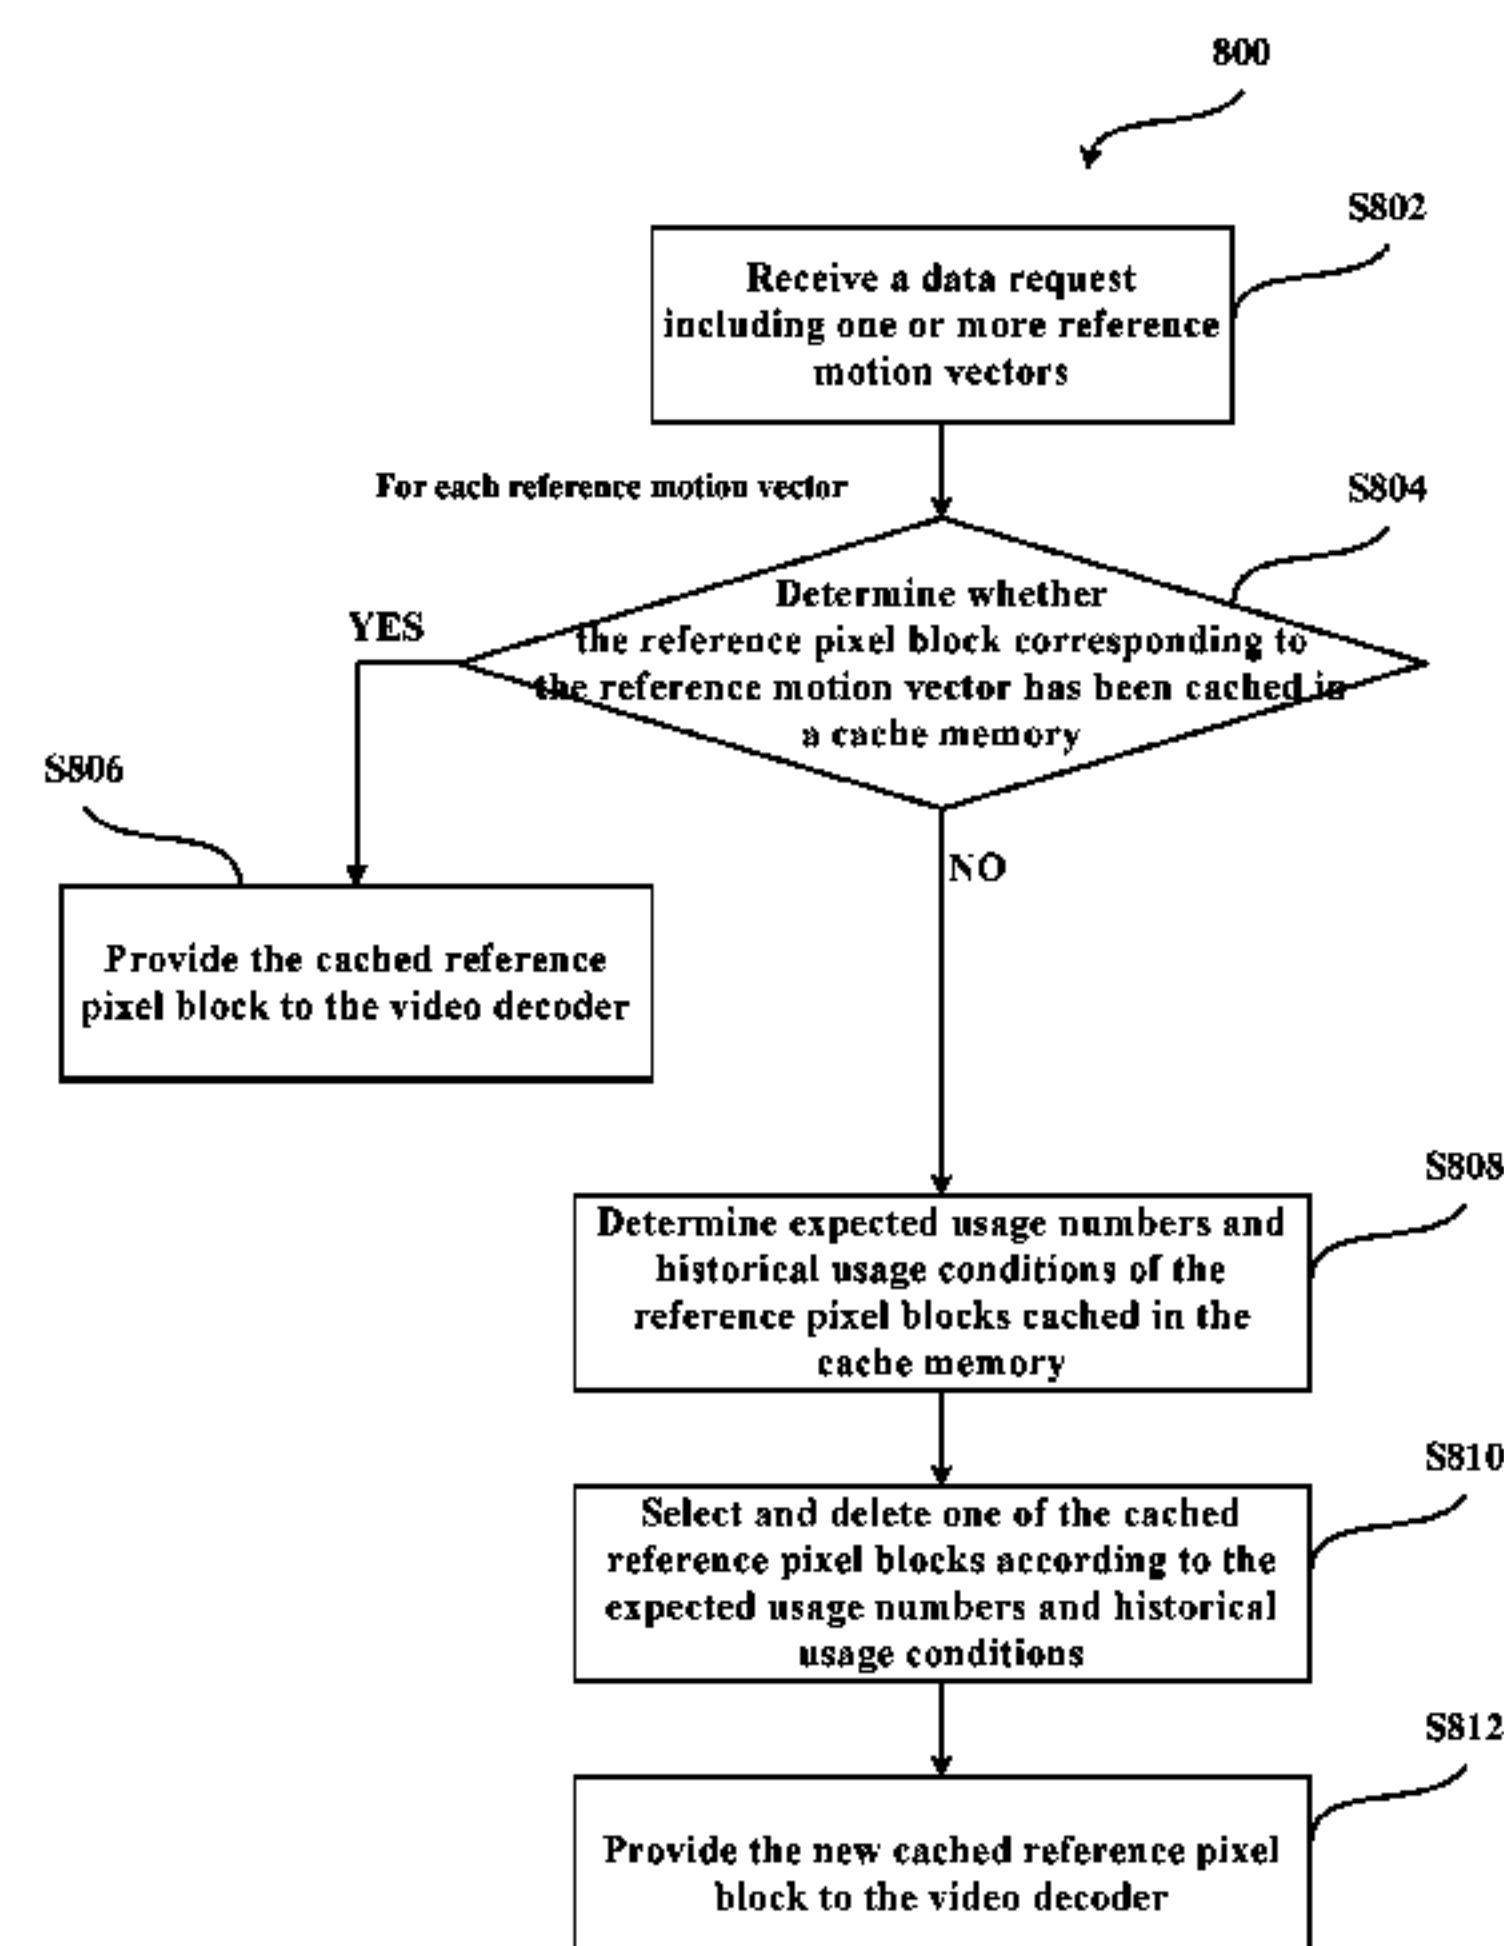 800
S802
Receive a data request
including one or more reference
motion vectors
For each reference motion vector
S804
Determine whether
the reference pixel block corresponding to
the reference motion vector has been cached in
a cache memory
YES
S806
NO
Provide the cached reference
pixel block to the video decoder
S808
Determine expected usage numbers and
historical usage conditions of the
reference pixel blocks cached in the
cache memory
S810
Select and delete one of the cached
reference pixel blocks according to the
expected usage numbers and historical
usage conditions
S812
Provide the new cached reference pixel
block to the video decoder